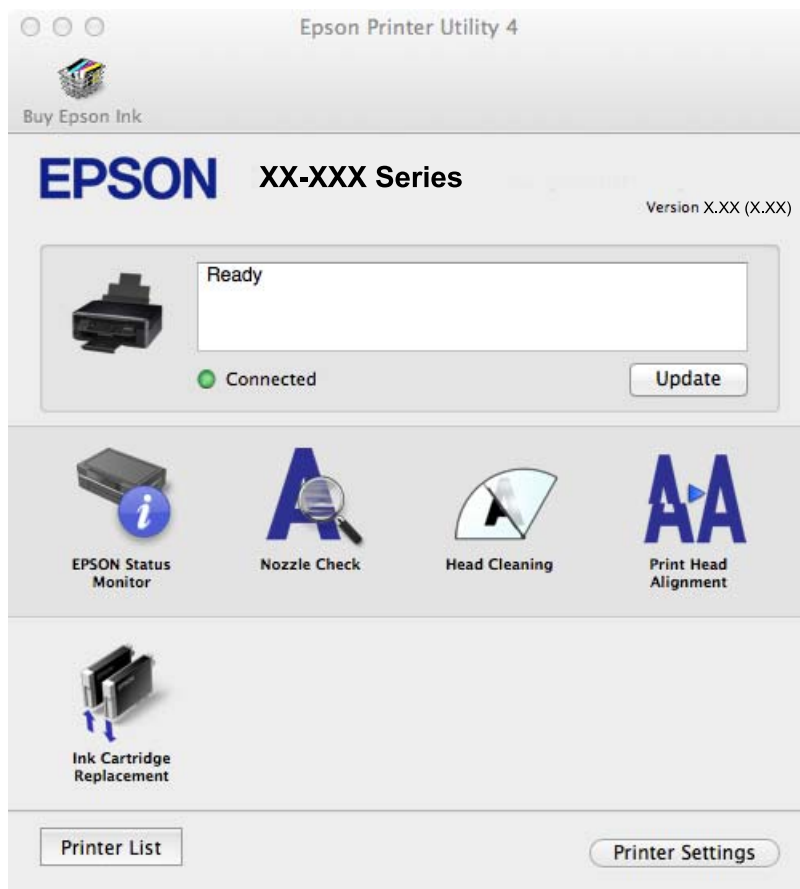 Epson Printer Utility 4
Buy Epson Ink
EPSON XX-XXX Series
Version X.XX (X.XX)
Ready
Connected
Update
EPSON Status
Monitor
Nozzle Check
Head Cleaning
Print Head
Alignment
Ink Cartridge
Replacement
Printer List
Printer Settings